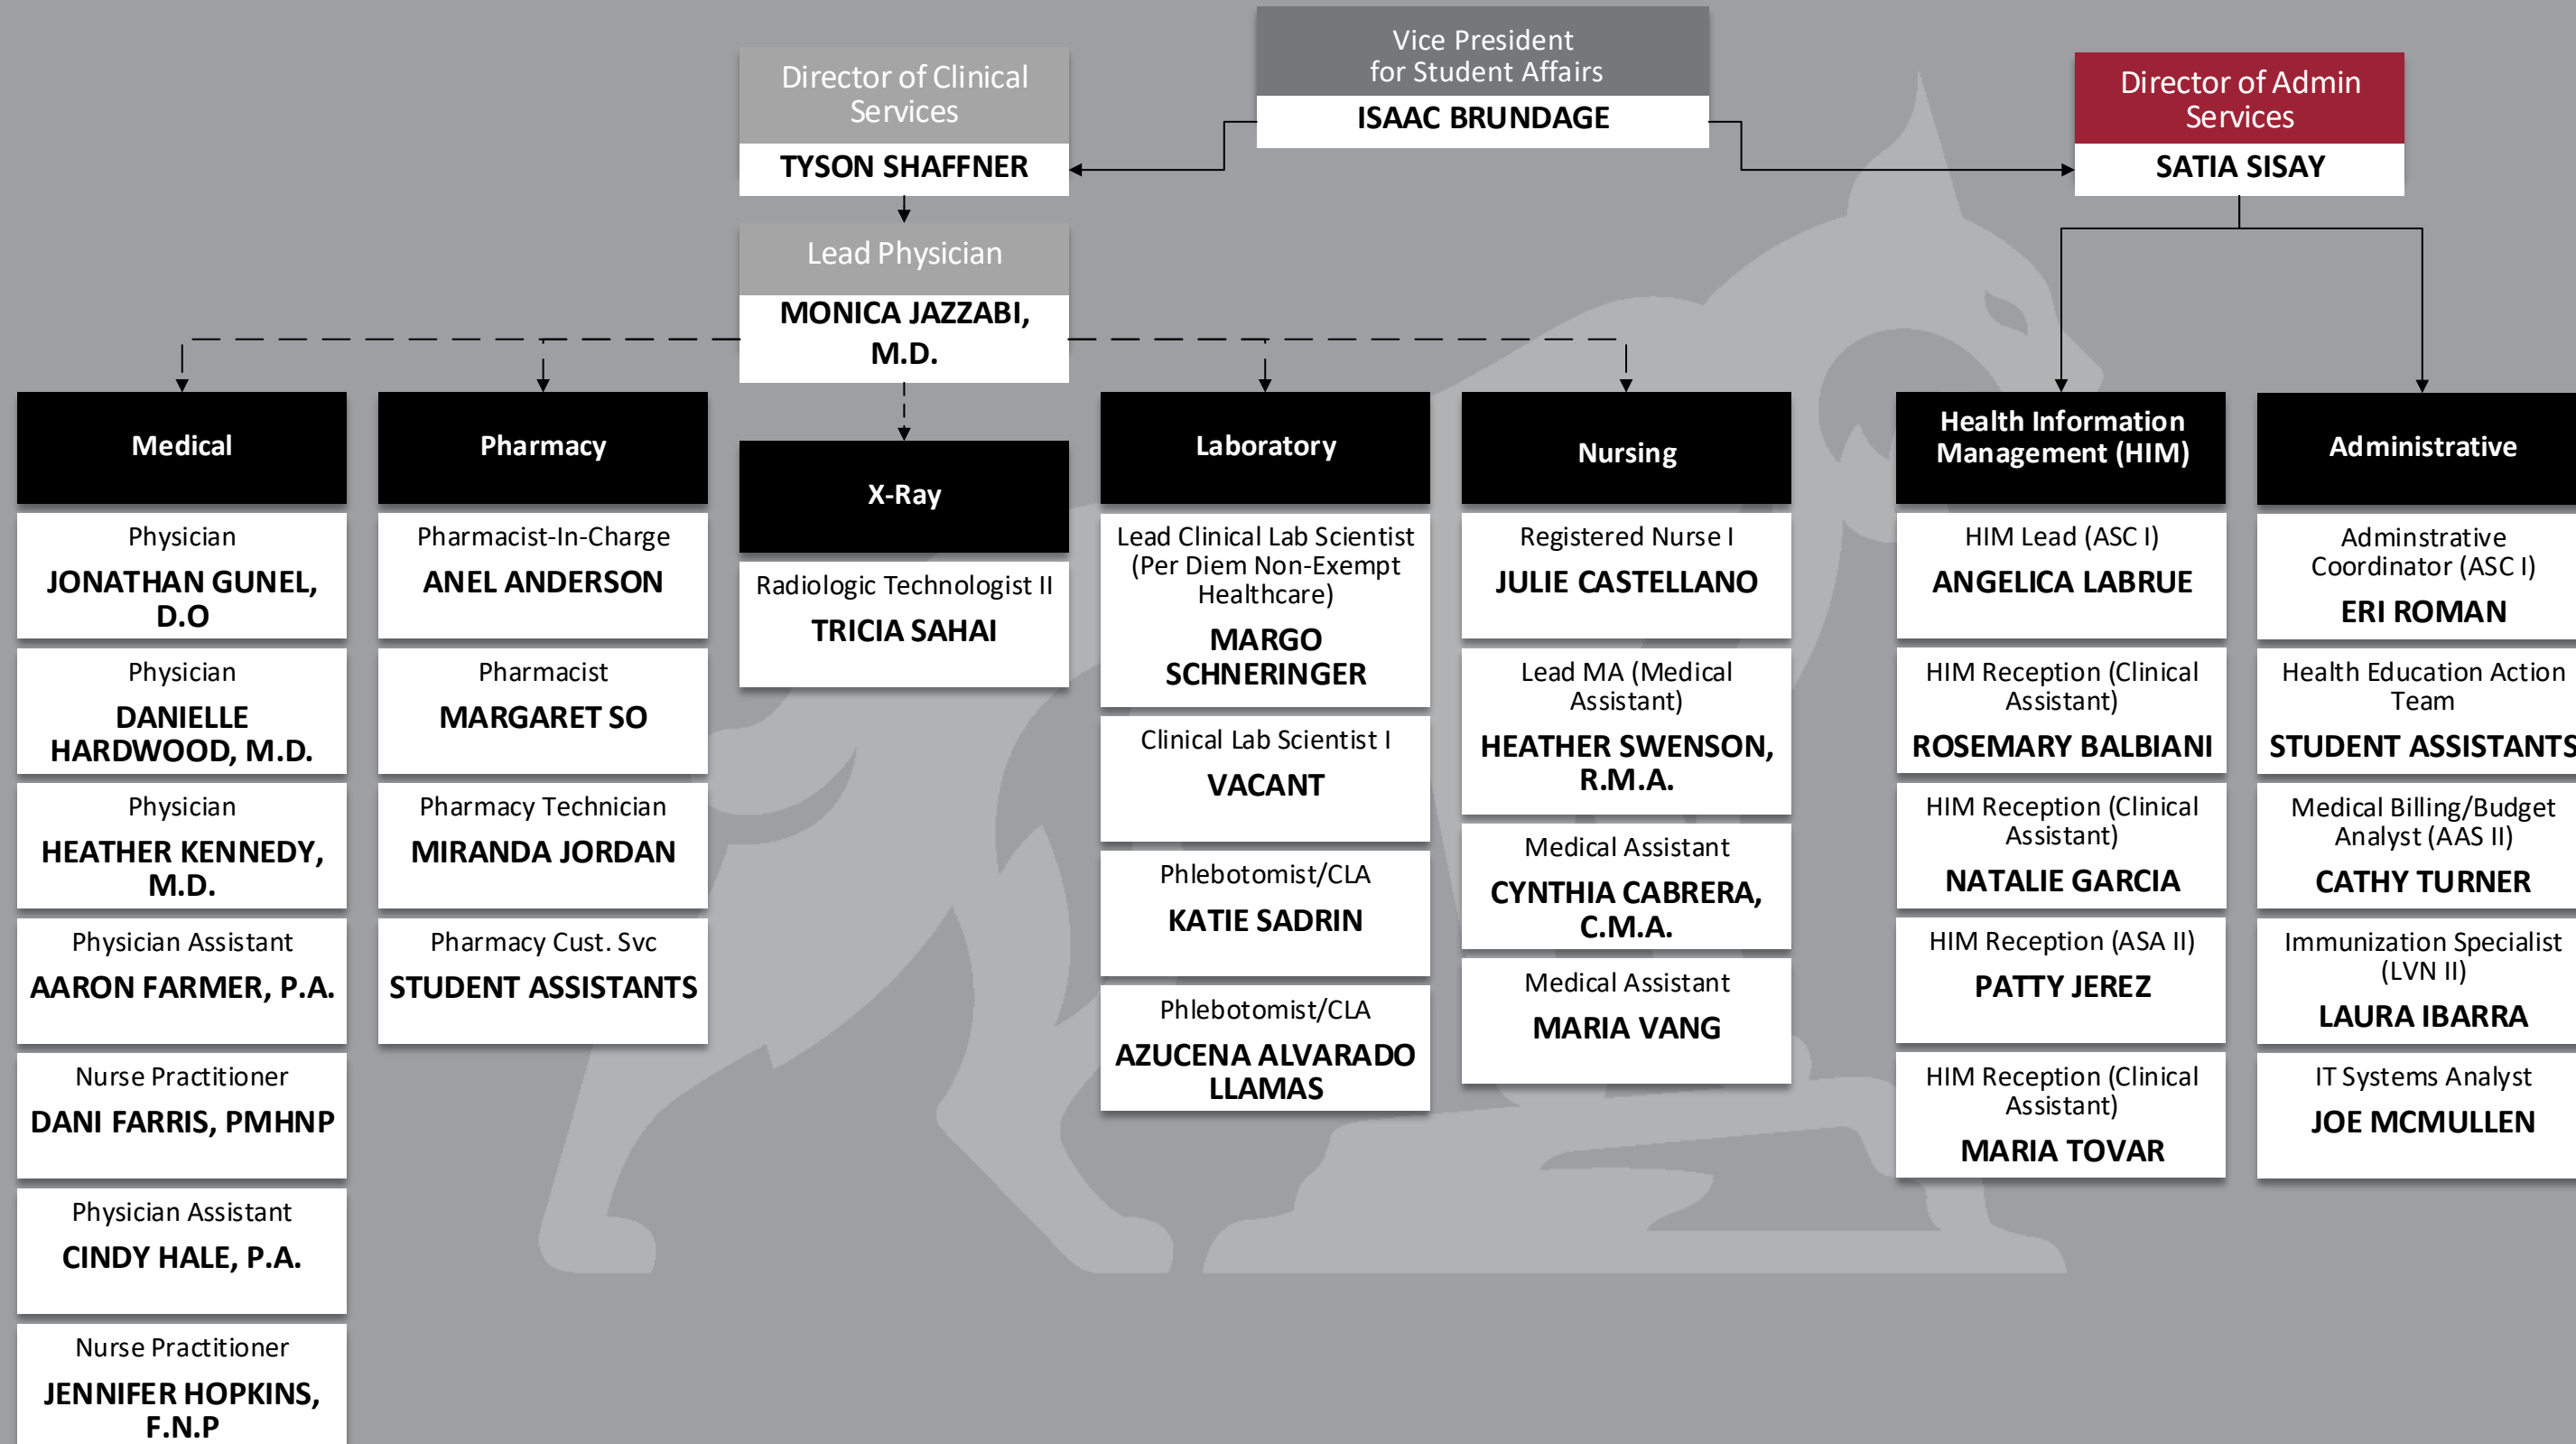 Vice President
for Student Affairs
ISAAC BRUNDAGE
Director of Clinical
Services
TYSON SHAFFNER
Director of Admin
Services
SATIA SISAY
Lead Physician
MONICA JAZZABI,
M.D.
Medical
Physician
JONATHAN GUNEL,
D.O
Physician
DANIELLE
HARDWOOD, M.D.
Physician
HEATHER KENNEDY,
M.D.
Physician Assistant
AARON FARMER, P.A.
Nurse Practitioner
DANI FARRIS, PMHNP
Physician Assistant
CINDY HALE, P.A.
Nurse Practitioner
JENNIFER HOPKINS,
F.N.P
Pharmacy
Pharmacist-In-Charge
ANEL ANDERSON
Pharmacist
MARGARET SO
Pharmacy Technician
MIRANDA JORDAN
Pharmacy Cust. Svc
STUDENT ASSISTANTS
X-Ray
Radiologic Technologist II
TRICIA SAHAI
Laboratory
Lead Clinical Lab Scientist
(Per Diem Non-Exempt
Healthcare)
MARGO
SCHNERINGER
Clinical Lab Scientist I
VACANT
Phlebotomist/CLA
KATIE SADRIN
Phlebotomist/CLA
AZUCENA ALVARADO
LLAMAS
Nursing
Registered Nurse I
JULIE CASTELLANO
Lead MA (Medical
Assistant)
HEATHER SWENSON,
R.M.A.
Medical Assistant
CYNTHIA CABRERA,
C.M.A.
Medical Assistant
MARIA VANG
Health Information
Management (HIM)
HIM Lead (ASC I)
ANGELICA LABRUE
HIM Reception (Clinical
Assistant)
ROSEMARY BALBIANI
HIM Reception (Clinical
Assistant)
NATALIE GARCIA
HIM Reception (ASA II)
PATTY JEREZ
HIM Reception (Clinical
Assistant)
MARIA TOVAR
Administrative
Adminstrative
Coordinator (ASC I)
ERI ROMAN
Health Education Action
Team
STUDENT ASSISTANTS
Medical Billing/Budget
Analyst (AAS II)
CATHY TURNER
Immunization Specialist
(LVN II)
LAURA IBARRA
IT Systems Analyst
JOE MCMULLEN